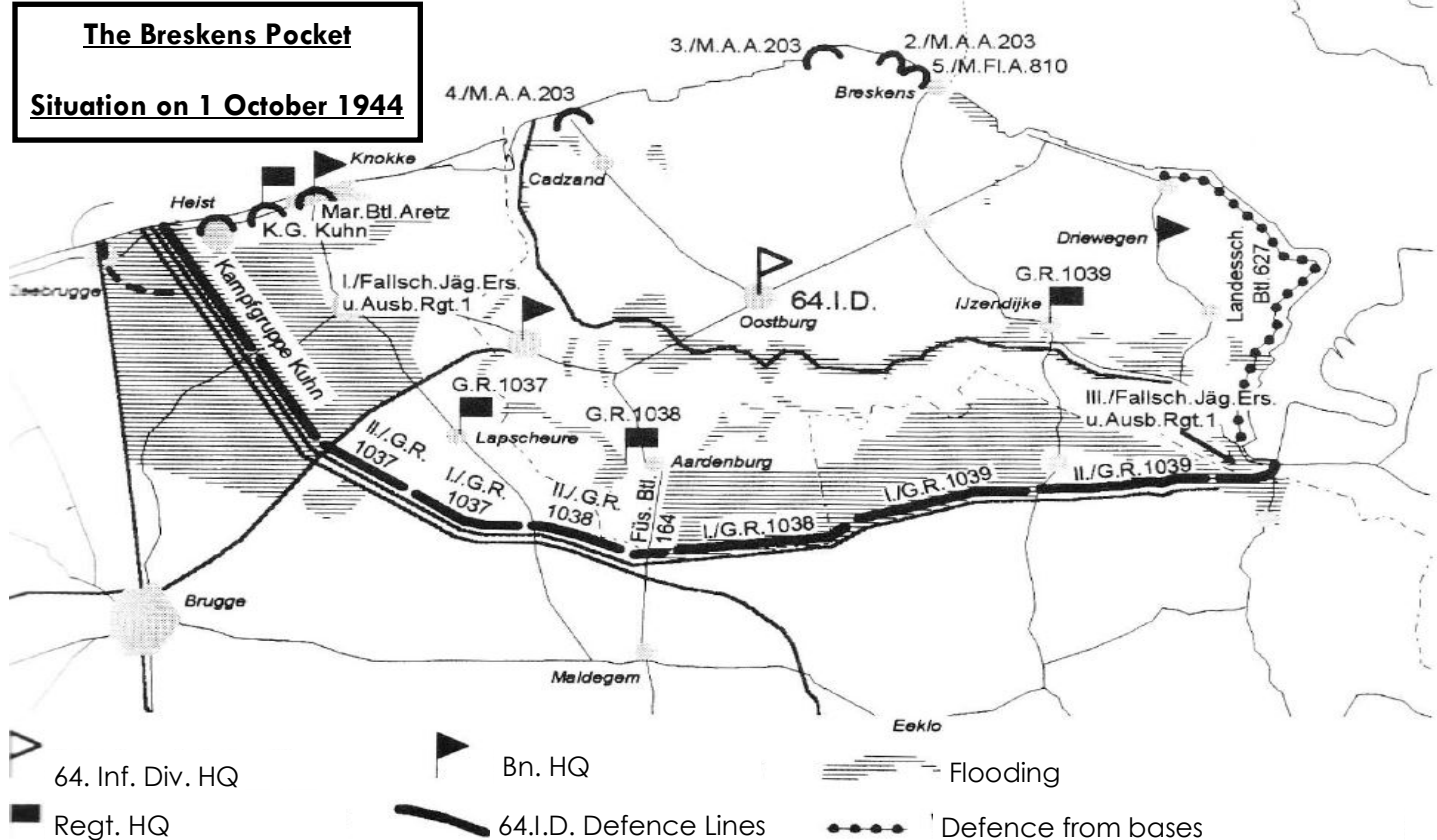 The Breskens Pocket
Situation on 1 October 1944
3./M.A.A.203
2./M.A.A.203
5./M.Fl.A.810
Breskens
4./M.A.A.203
Knokke
Cadzand
Heist
Mar.Btl.Aretz
K.G. Kuhn
Driewegen
Landessch.
Btl.627
Zeebrugge
Kampfgruppe Kuhn
I./Fallsch.Jäg.Ers.
u.Ausb.Rgt.1
64.I.D.
Oostburg
G.R.1039
IJzendijke
G.R.1037
Lapscheure
G.R.1038
Aardenburg
III./Fallsch.Jäg.Ers.
u.Ausb.Rgt.1
II./.G.R.
1037
I./.G.R.
1037
II./.G.R.
1038
Füs. Btl.
164
I./G.R.1038
I./G.R.1039
II./G.R.1039
Brugge
Maldegem
Eeklo
64. Inf. Div. HQ
Bn. HQ
Flooding
Regt. HQ
64.I.D. Defence Lines
Defence from bases